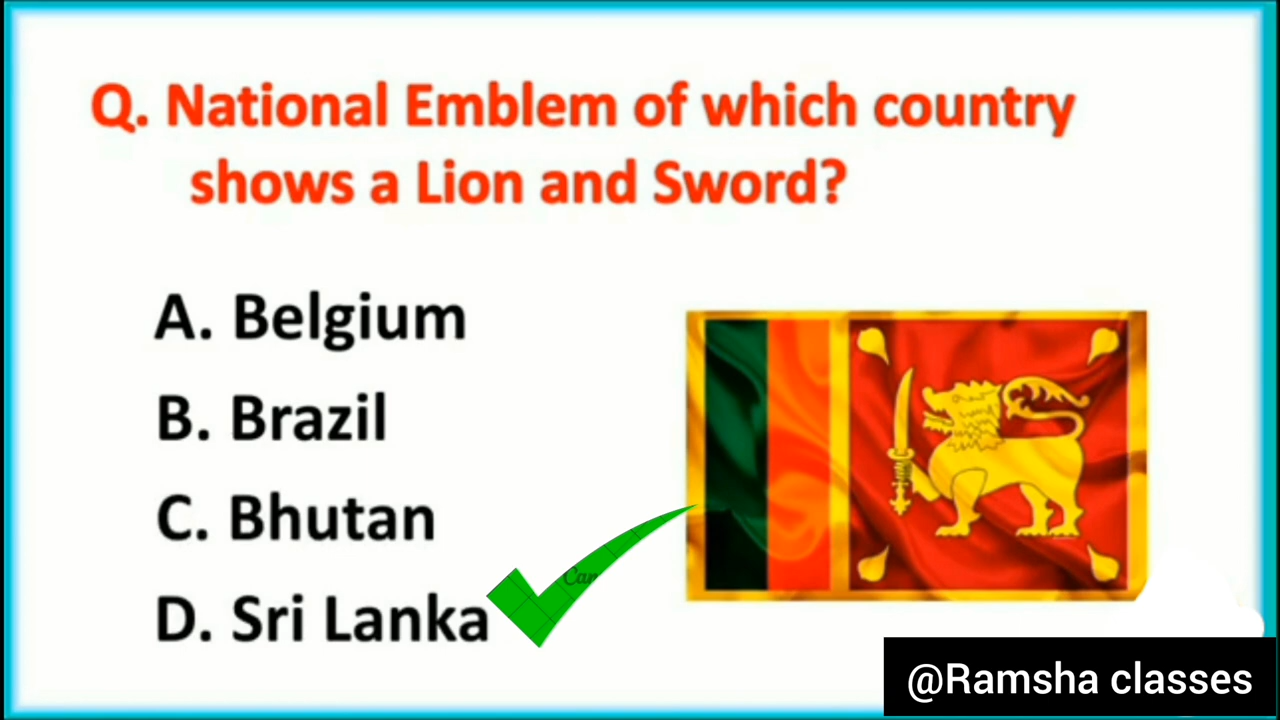 Q. National Emblem of which country
shows a Lion and Sword?
A. Belgium
B. Brazil
C. Bhutan
D. Sri Lanka
@Ramsha classes